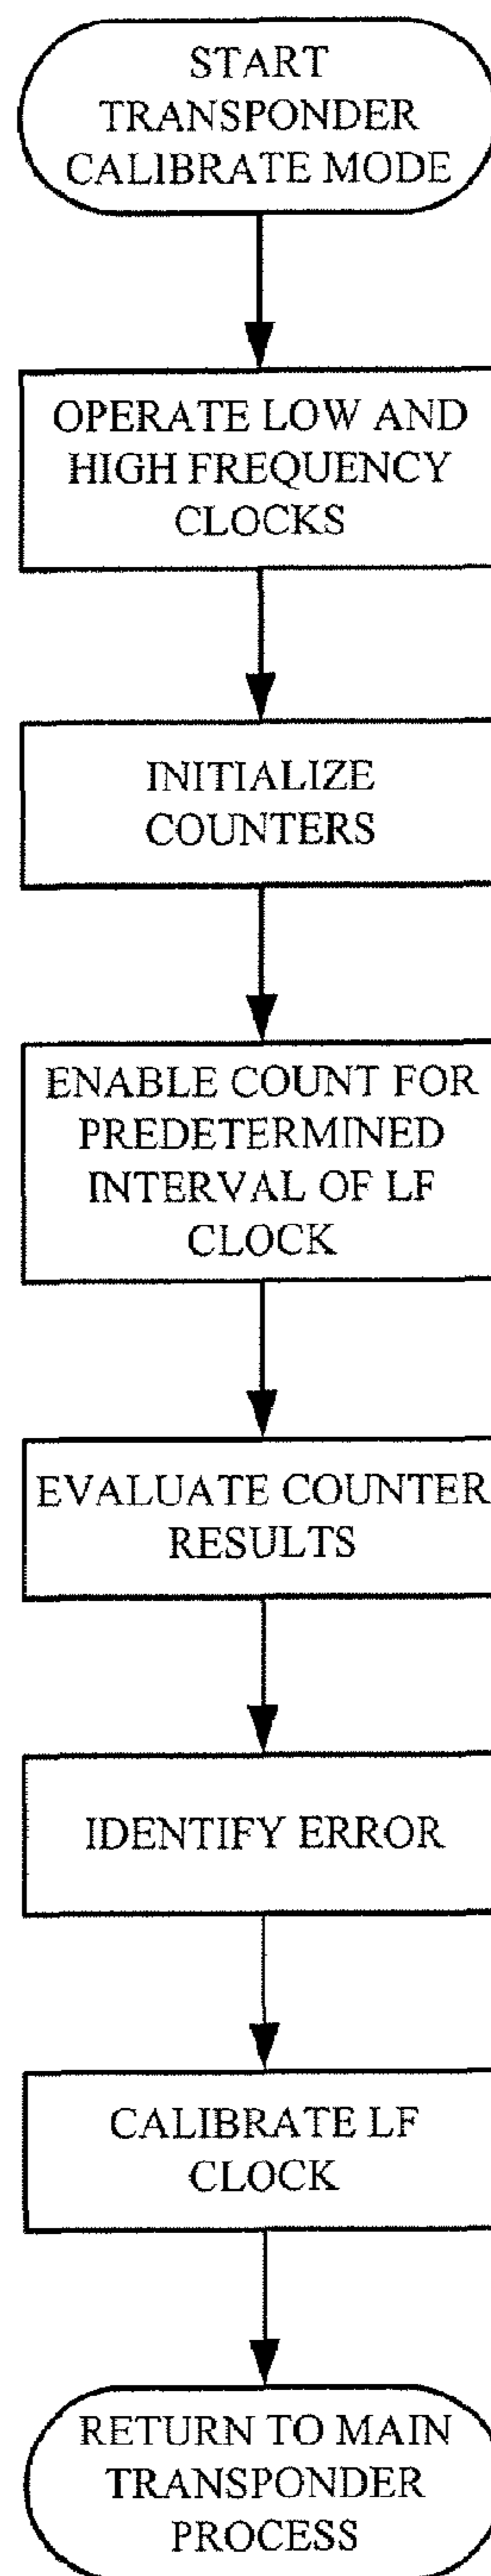 START
TRANSPONDER
CALIBRATE MODE
OPERATE LOW AND
HIGH FREQUENCY
CLOCKS
INITIALIZE
COUNTERS
ENABLE COUNT FOR
PREDETERMINED
INTERVAL OF LF
CLOCK
EVALUATE COUNTER
RESULTS
IDENTIFY ERROR
CALIBRATE LF
CLOCK
RETURN TO MAIN
TRANSPONDER
PROCESS